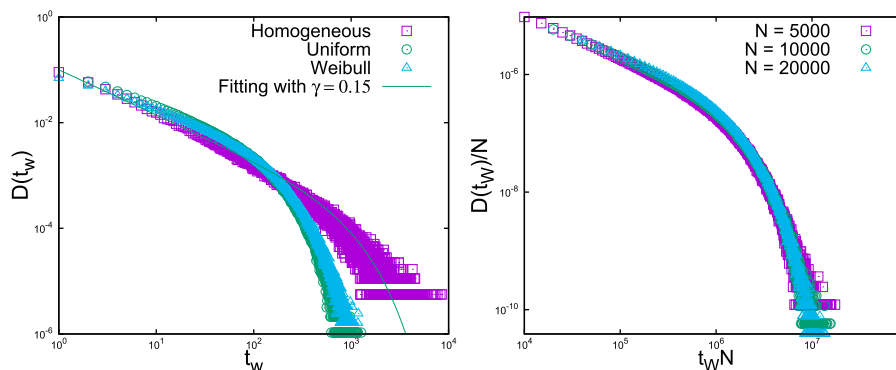 10^0
10^-2
10^-4
10^-6
D(t_w)
Homogeneous
Uniform
Weibull
Fitting with γ = 0.15
10^0
10^1
10^2
10^3
10^4
t_w
10^-6
10^-8
10^-10
D(t_W)/N
N = 5000
N = 10000
N = 20000
10^4
10^5
10^6
10^7
t_W N